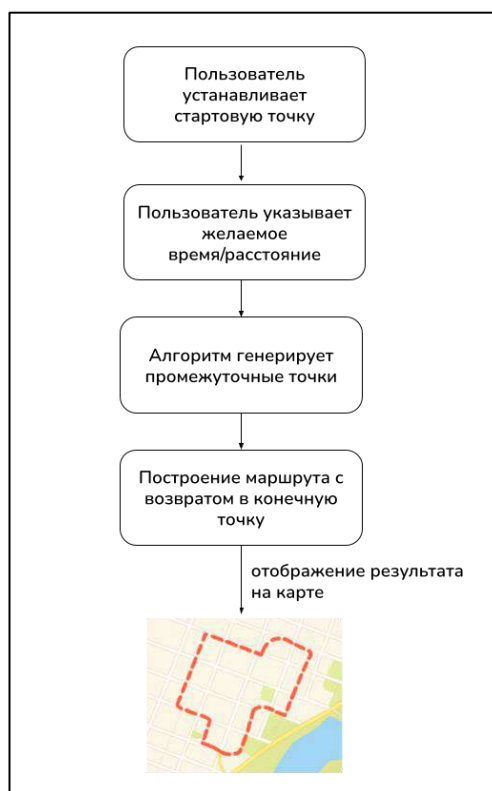 Пользователь
устанавливает
стартовую точку
Пользователь указывает
желаемое
время/расстояние
Алгоритм генерирует
промежуточные точки
Построение маршрута с
возвратом в конечную
точку
отображение результата
на карте